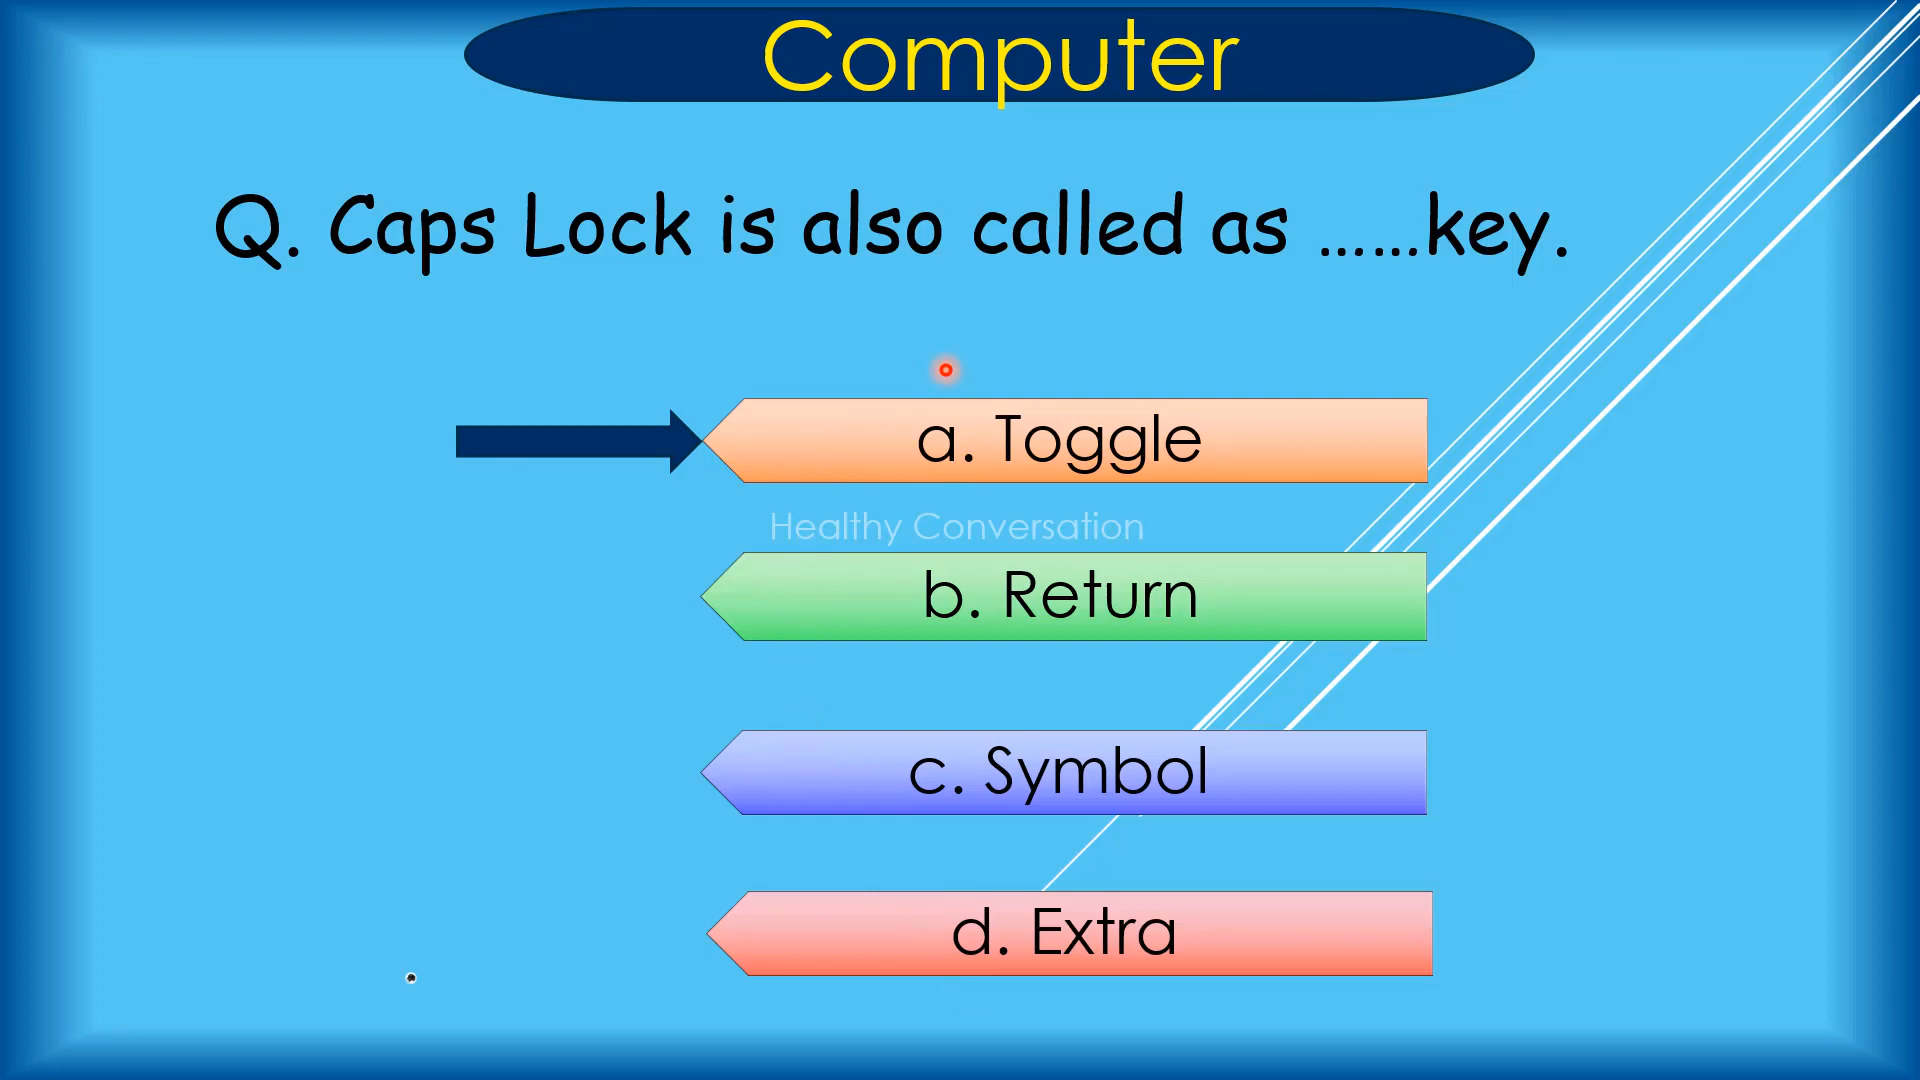 Computer
Q. Caps Lock is also called as ......key.
a. Toggle
Healthy Conversation
b. Return
c. Symbol
d. Extra